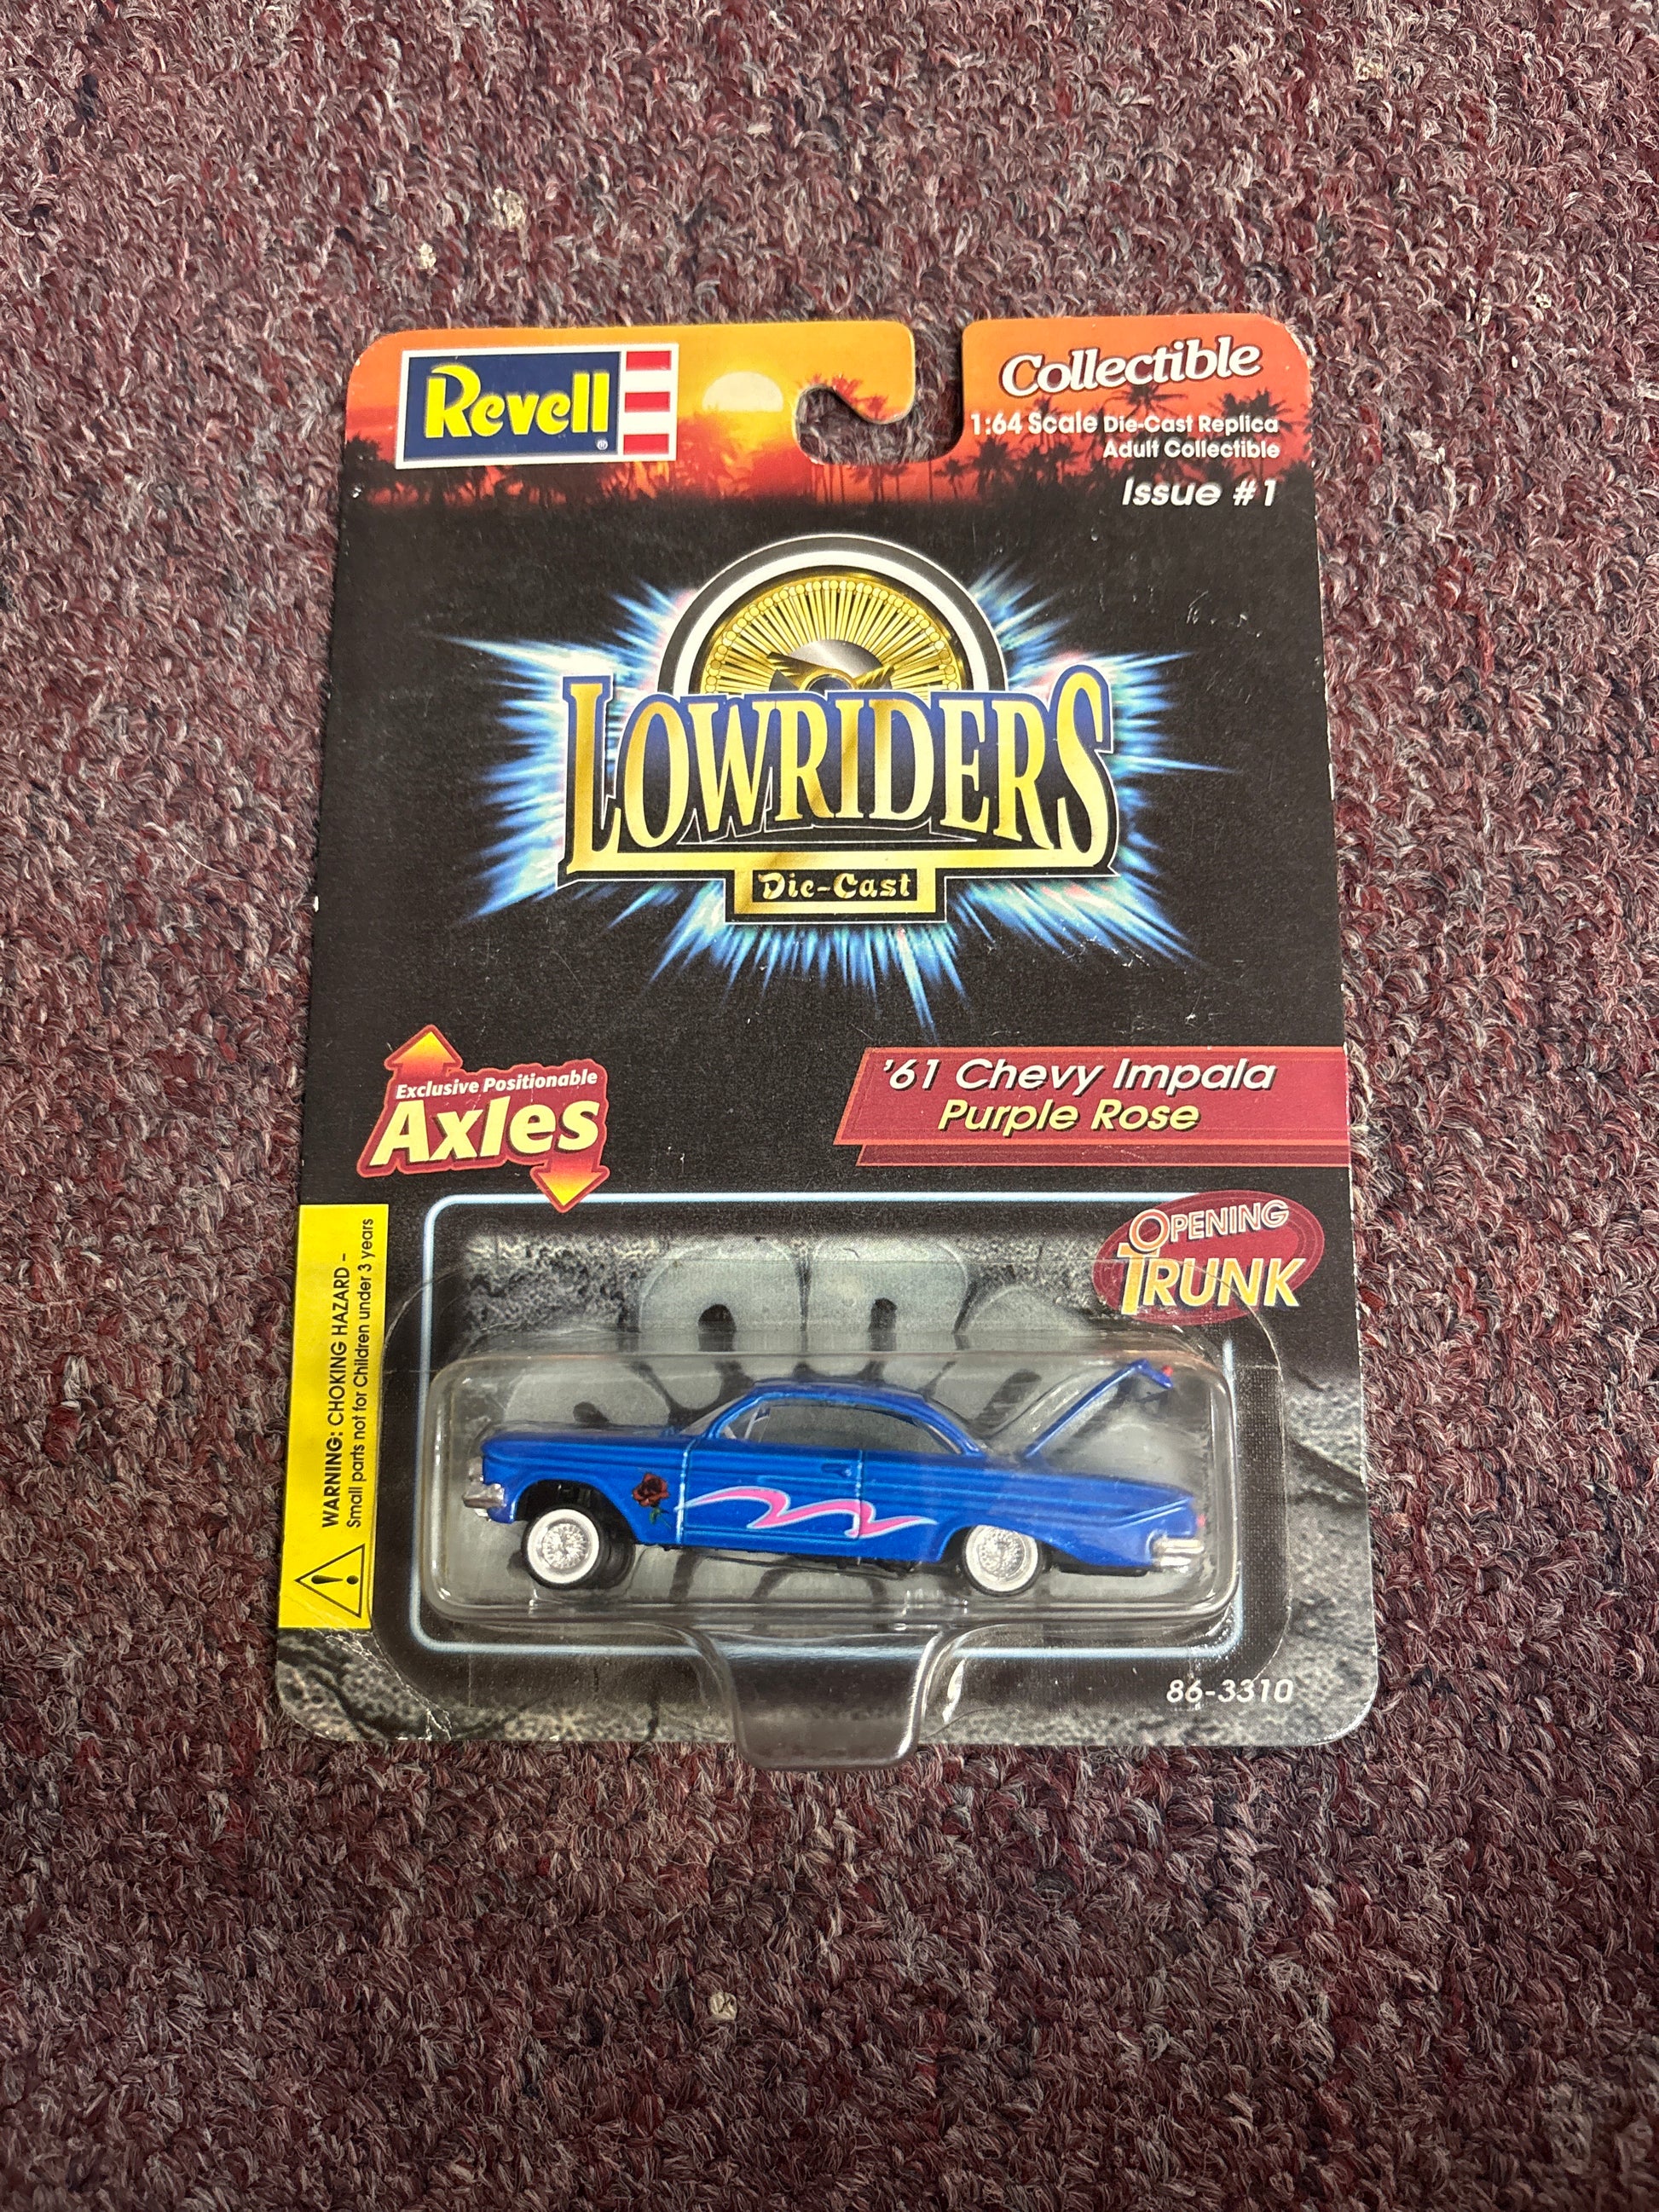 Revell
®
Collectible
1:64 Scale Die-Cast Replica
Adult Collectible
Issue #1
LOWRIDERS
Die-Cast
Exclusive Positionable
Axles
'61 Chevy Impala
Purple Rose
OPENING
TRUNK
WARNING: CHOKING HAZARD -
Small parts not for Children under 3 years
86-3310